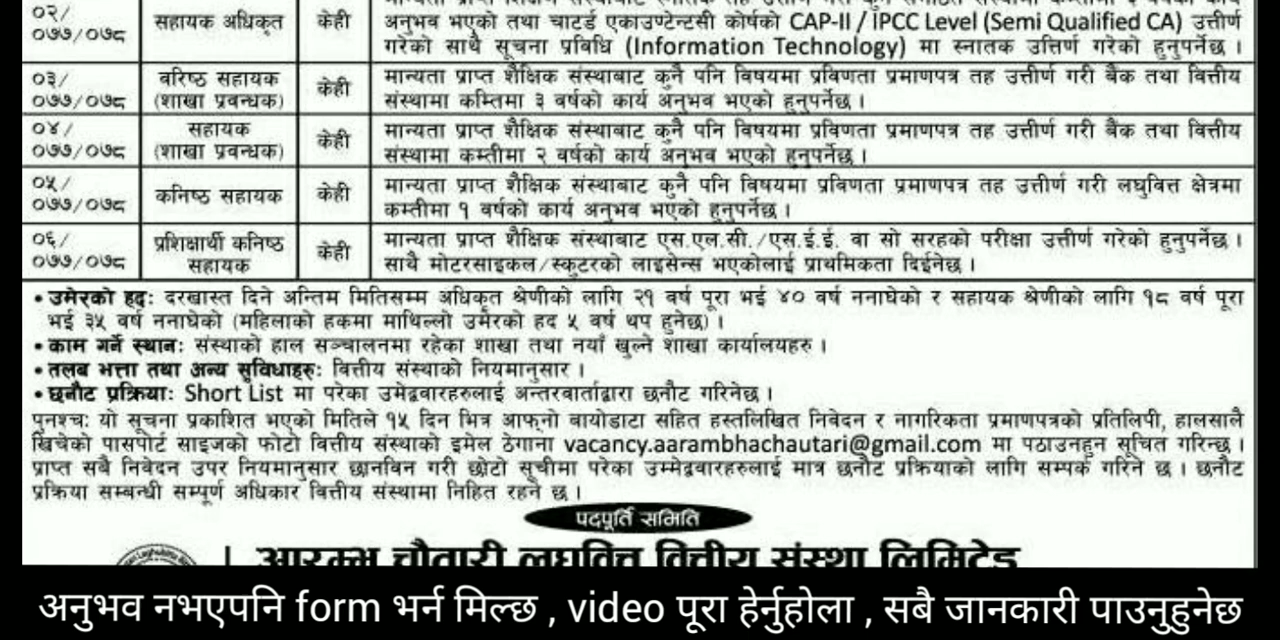 ०२/
०७७/०७८
सहायक अधिकृत
केही
अनुभव भएको तथा चाटर्ड एकाउण्टेन्टसी कोर्षको CAP-II / IPCC Level (Semi Qualified CA) उत्तीर्ण
गरेको साथै सूचना प्रविधि (Information Technology) मा स्नातक उत्तिर्ण गरेको हुनुपर्नेछ ।
०३/
०७७/०७८
वरिष्ठ सहायक
(शाखा प्रवन्धक)
केही
मान्यता प्राप्त शैक्षिक संस्थाबाट कुनै पनि विषयमा प्रविणता प्रमाणपत्र तह उत्तीर्ण गरी बैंक तथा वित्तीय
संस्थामा कम्तिमा ३ वर्षको कार्य अनुभव भएको हुनुपर्नेछ ।
०४/
०७७/०७८
सहायक
(शाखा प्रवन्धक)
केही
मान्यता प्राप्त शैक्षिक संस्थाबाट कुनै पनि विषयमा प्रविणता प्रमाणपत्र तह उत्तीर्ण गरी बैंक तथा वित्तीय
संस्थामा कम्तीमा २ वर्षको कार्य अनुभव भएको हुनुपर्नेछ ।
०५/
०७७/०७८
कनिष्ठ सहायक
केही
मान्यता प्राप्त शैक्षिक संस्थाबाट कुनै पनि विषयमा प्रविणता प्रमाणपत्र तह उत्तीर्ण गरी लघुवित्त क्षेत्रमा
कम्तीमा १ वर्षको कार्य अनुभव भएको हुनुपर्नेछ ।
०६/
०७७/०७८
प्रशिक्षार्थी कनिष्ठ
सहायक
केही
मान्यता प्राप्त शैक्षिक संस्थाबाट एस.एल.सी./एस.ई.ई. वा सो सरहको परीक्षा उत्तीर्ण गरेको हुनुपर्नेछ ।
साथै मोटरसाइकल/स्कुटरको लाइसेन्स भएकोलाई प्राथमिकता दिईनेछ ।
• उमेरको हद: दरखास्त दिने अन्तिम मितिसम्म अधिकृत श्रेणीको लागि २१ वर्ष पूरा भई ४० वर्ष ननाघेको र सहायक श्रेणीको लागि १८ वर्ष पूरा
भई ३५ वर्ष ननाघेको (महिलाको हकमा माथिल्लो उमेरको हद ५ वर्ष थप हुनेछ) ।
• काम गर्ने स्थान: संस्थाको हाल सञ्चालनमा रहेका शाखा तथा नयाँ खुल्ने शाखा कार्यालयहरु ।
• तलब भत्ता तथा अन्य सुविधाहरु: वित्तीय संस्थाको नियमानुसार ।
• छनौट प्रक्रिया: Short List मा परेका उमेद्ववारहरुलाई अन्तरवार्ताद्वारा छनौट गरिनेछ ।
पुनश्च: यो सूचना प्रकाशित भएको मितिले १५ दिन भित्र आफ्नो बायोडाटा सहित हस्तलिखित निवेदन र नागरिकता प्रमाणपत्रको प्रतिलिपी, हालसालै
खिचेको पासपोर्ट साइजको फोटो वित्तीय संस्थाको इमेल ठेगाना vacancy.aarambhachautari@gmail.com मा पठाउनहुन सूचित गरिन्छ ।
प्राप्त सबै निवेदन उपर नियमानुसार छानविन गरी छोटो सूचीमा परेका उम्मेद्ववारहरुलाई मात्र छनौट प्रक्रियाको लागि सम्पर्क गरिने छ । छनौट
प्रक्रिया सम्बन्धी सम्पूर्ण अधिकार वित्तीय संस्थामा निहित रहने छ ।
पदपूर्ति समिति
आरम्भ चौतारी लघुवित्त वित्तीय संस्था लिमिटेड
अनुभव नभएपनि form भर्न मिल्छ , video पूरा हेर्नुहोला , सबै जानकारी पाउनुहुनेछ